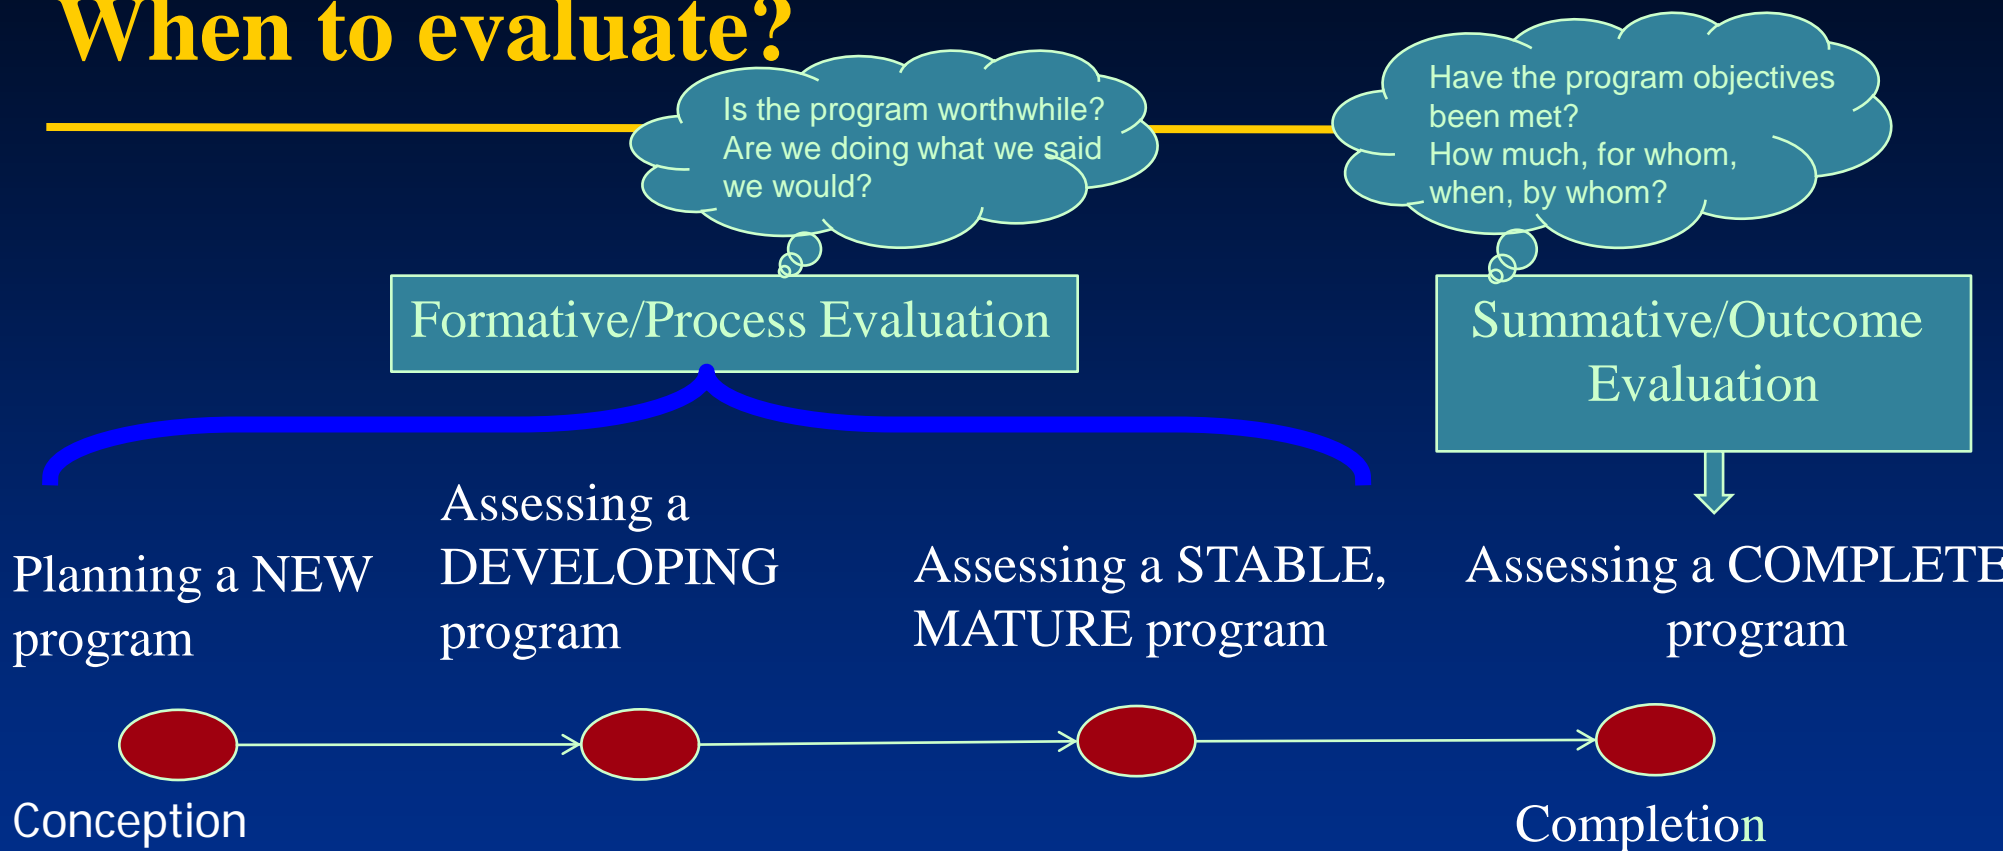 When to evaluate?
Is the program worthwhile?
Are we doing what we said
we would?
Have the program objectives
been met?
How much, for whom,
when, by whom?
Formative/Process Evaluation
Summative/Outcome
Evaluation
Planning a NEW
program
Assessing a
DEVELOPING
program
Assessing a STABLE,
MATURE program
Assessing a COMPLETE
program
Conception
Completion